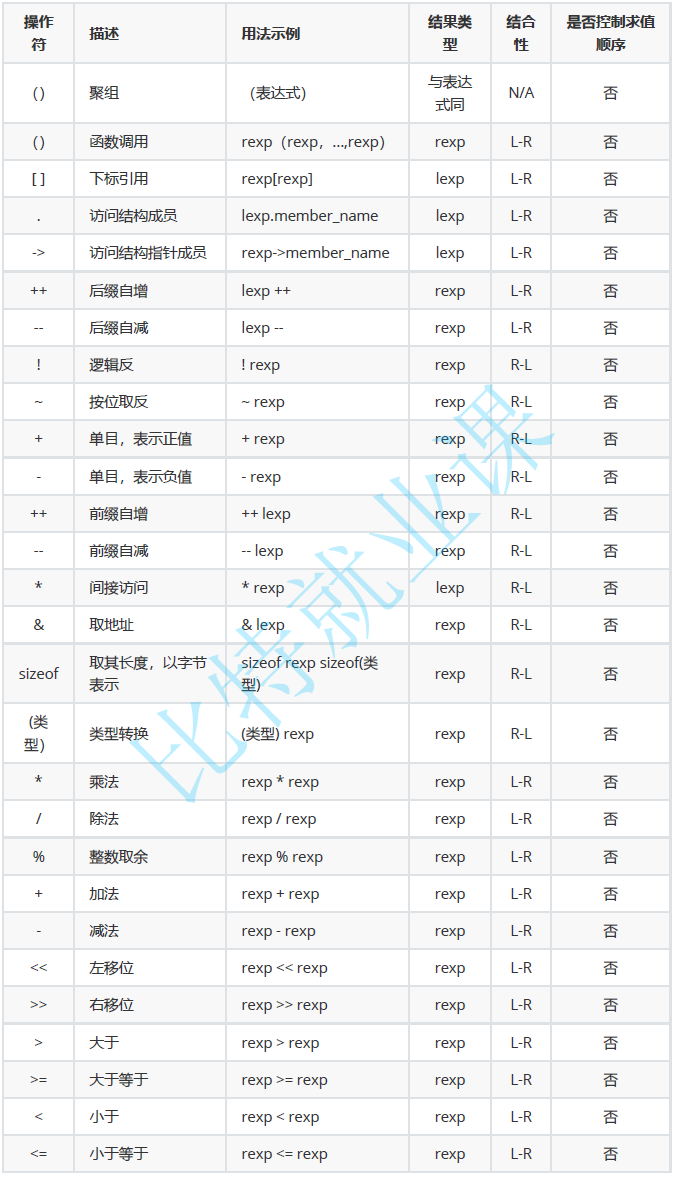 操作符 描述 用法示例 结果类型 结合性 是否控制求值顺序
( ) 聚组 （表达式） 与表达式同 N/A 否
( ) 函数调用 rexp（rexp，...,rexp） rexp L-R 否
[ ] 下标引用 rexp[rexp] lexp L-R 否
. 访问结构成员 lexp.member_name lexp L-R 否
-> 访问结构指针成员 rexp->member_name lexp L-R 否
++ 后缀自增 lexp ++ rexp L-R 否
-- 后缀自减 lexp -- rexp L-R 否
! 逻辑反 ! rexp rexp R-L 否
~ 按位取反 ~ rexp rexp R-L 否
+ 单目，表示正值 + rexp rexp R-L 否
- 单目，表示负值 - rexp rexp R-L 否
++ 前缀自增 ++ lexp rexp R-L 否
-- 前缀自减 -- lexp rexp R-L 否
* 间接访问 * rexp lexp R-L 否
& 取地址 & lexp rexp R-L 否
sizeof 取其长度，以字节表示 sizeof rexp sizeof(类型) rexp R-L 否
(类型） 类型转换 (类型) rexp rexp R-L 否
* 乘法 rexp * rexp rexp L-R 否
/ 除法 rexp / rexp rexp L-R 否
% 整数取余 rexp % rexp rexp L-R 否
+ 加法 rexp + rexp rexp L-R 否
- 减法 rexp - rexp rexp L-R 否
<< 左移位 rexp << rexp rexp L-R 否
>> 右移位 rexp >> rexp rexp L-R 否
> 大于 rexp > rexp rexp L-R 否
>= 大于等于 rexp >= rexp rexp L-R 否
< 小于 rexp < rexp rexp L-R 否
<= 小于等于 rexp <= rexp rexp L-R 否
比特就业课